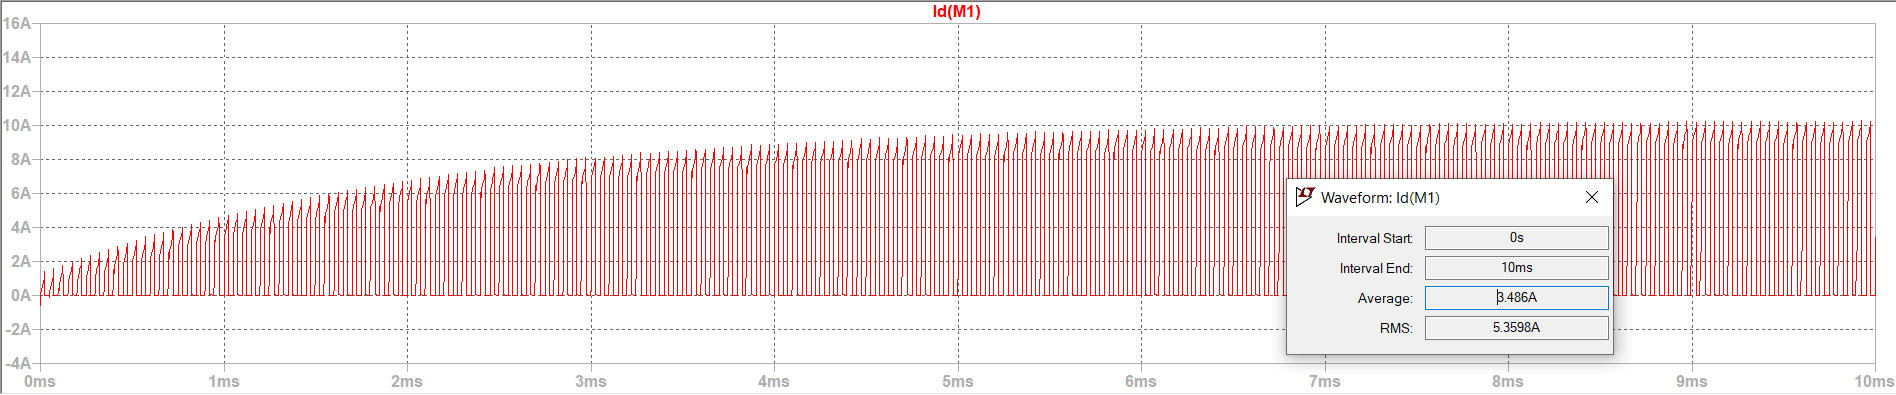 Id(M1)
16A
14A
12A
10A
8A
6A
4A
2A
0A
-2A
-4A
0ms 1ms 2ms 3ms 4ms 5ms 6ms 7ms 8ms 9ms 10ms
Waveform: Id(M1)
Interval Start: 0s
Interval End: 10ms
Average: 3.486A
RMS: 5.3598A